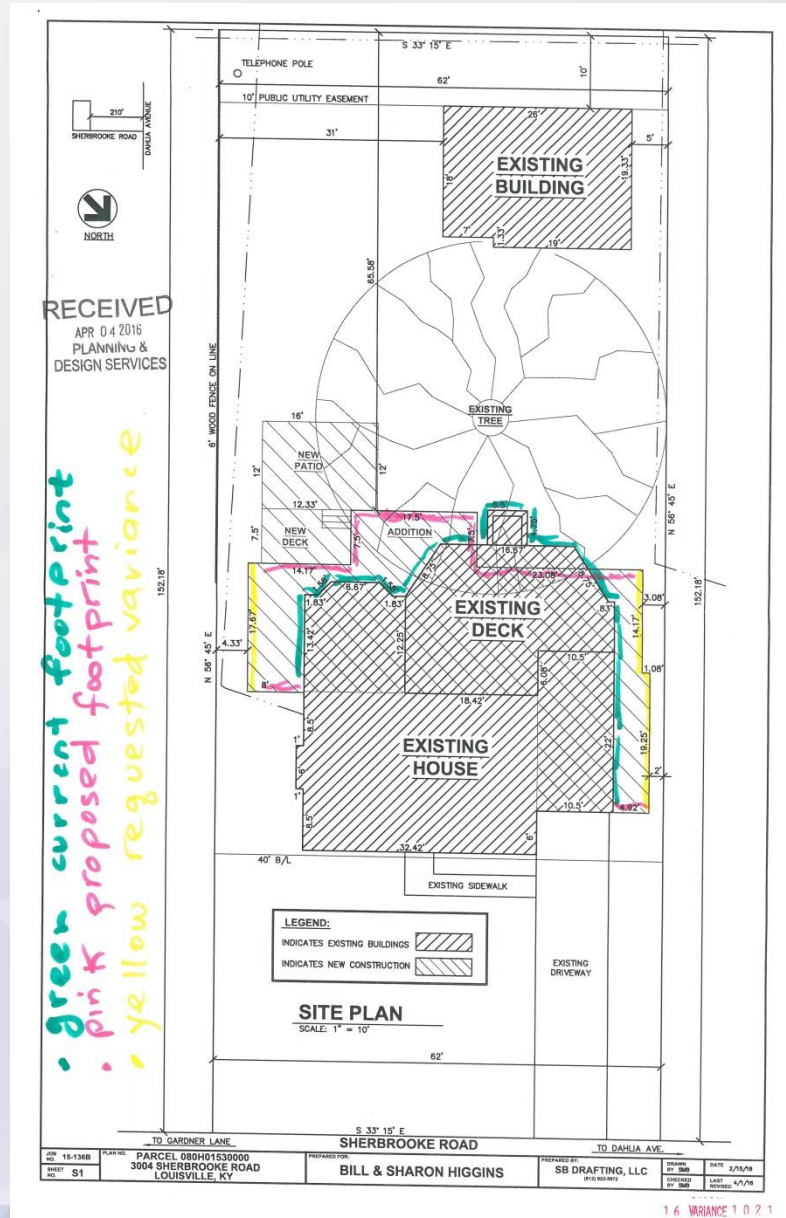 S 33° 15' E
TELEPHONE POLE
62'
10'
10' PUBLIC UTILITY EASEMENT
210'
SHERBROOKE ROAD
DAHLIA AVENUE
31'
26'
5'
EXISTING
BUILDING
18'
19.33'
7'
1.33'
19'
NORTH
65.58'
RECEIVED
APR 04 2016
PLANNING &
DESIGN SERVICES
6' WOOD FENCE ON LINE
EXISTING
TREE
16'
NEW
PATIO
12'
12'
12.33'
17.5'
5.5'
4.75'
NEW
DECK
7.5'
7.5'
ADDITION
7.5'
16.67'
N 56° 45' E
152.18'
152.18'
14.17'
23.08'
6.67'
1.83'
1.83'
EXISTING
DECK
3.08'
17.67'
13.42'
12.25'
14.17'
4.33'
N 56° 45' E
10.5'
1.08'
8'
18.42'
6.08'
8.5'
EXISTING
HOUSE
1'
6'
1'
22'
19.25'
2'
8.5'
10.5'
4.92'
32.42'
6'
40' B/L
EXISTING SIDEWALK
• green current footprint
• pink proposed footprint
• yellow requested variance
LEGEND:
INDICATES EXISTING BUILDINGS
INDICATES NEW CONSTRUCTION
EXISTING
DRIVEWAY
SITE PLAN
SCALE: 1" = 10'
62'
S 33° 15' E
TO GARDNER LANE
SHERBROOKE ROAD
TO DAHLIA AVE.
JOB NO. 15-136B
SHEET NO. S1
PLAN NO.
PARCEL 080H01530000
3004 SHERBROOKE ROAD
LOUISVILLE, KY
PREPARED FOR:
BILL & SHARON HIGGINS
PREPARED BY:
SB DRAFTING, LLC
DRAWN BY SMB
CHECKED BY SMB
DATE
LAST REVISED
16 VARIANCE 1021